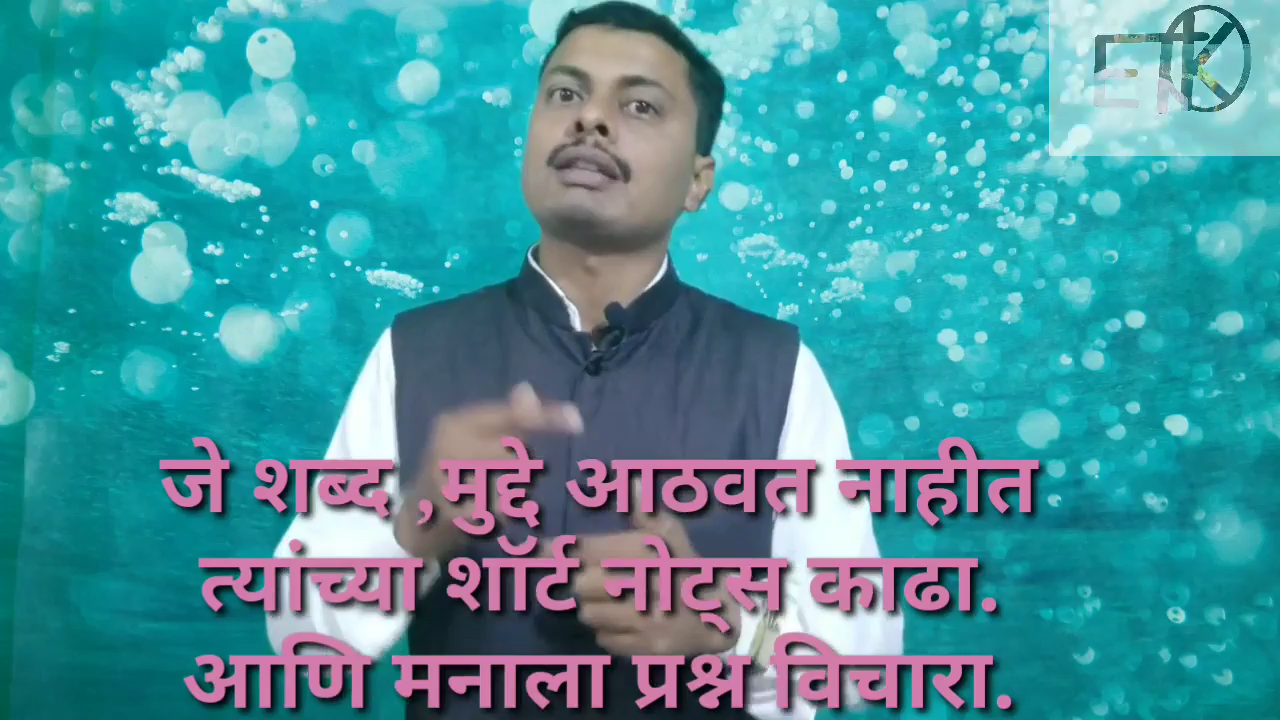 जे शब्द ,मुद्दे आठवत नाहीत
त्यांच्या शॉर्ट नोट्स काढा.
आणि मनाला प्रश्न विचारा.